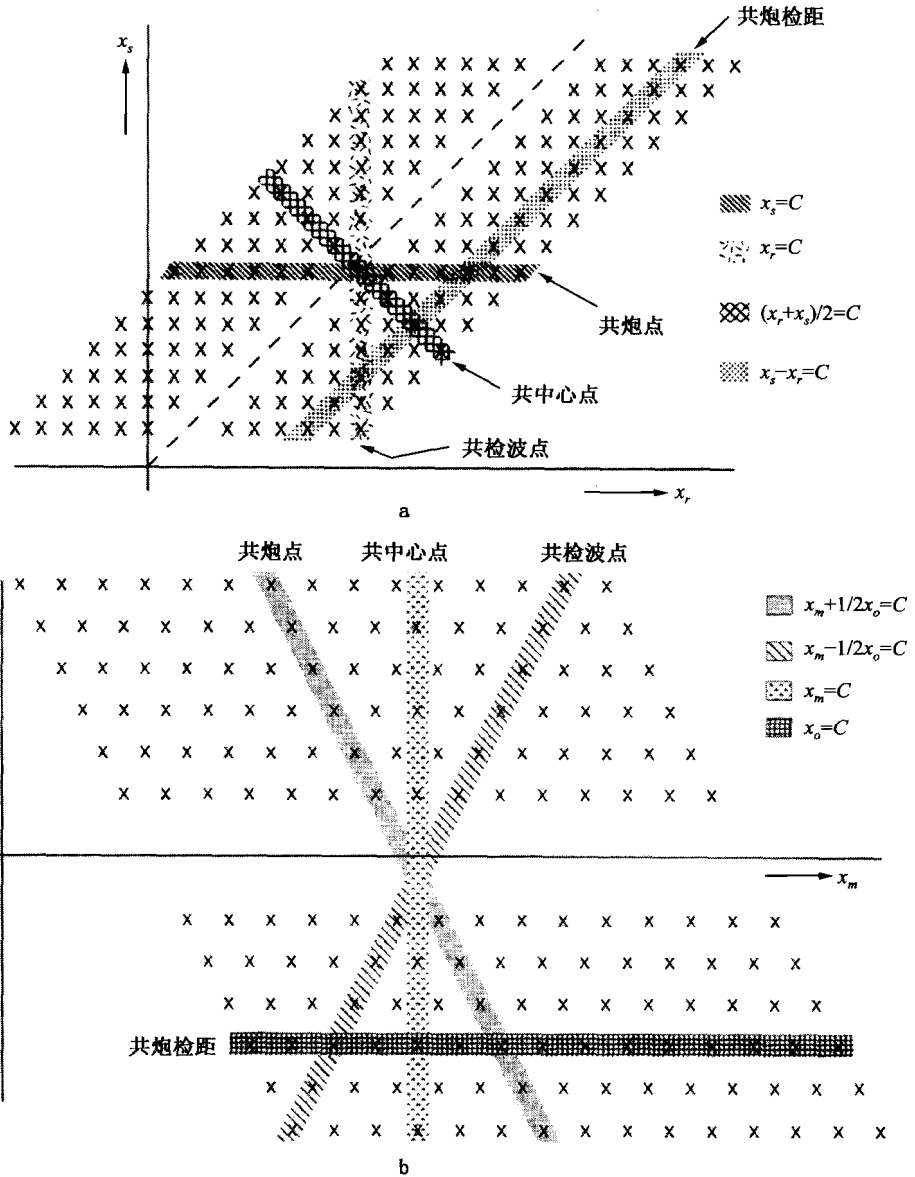 共炮检距
x_s
x_s=C
x_r=C
共炮点
(x_r+x_s)/2=C
x_s−x_r=C
共中心点
共检波点
x_r
a
共炮点 共中心点 共检波点
x_m+1/2x_o=C
x_m−1/2x_o=C
x_m=C
x_o=C
x_m
共炮检距
b